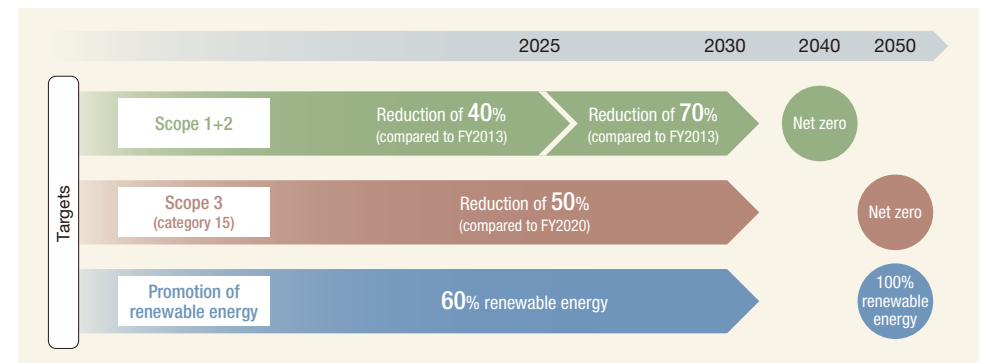 2025 2030 2040 2050
Targets
Scope 1+2
Reduction of 40%
(compared to FY2013)
Reduction of 70%
(compared to FY2013)
Net zero
Scope 3
(category 15)
Reduction of 50%
(compared to FY2020)
Net zero
Promotion of
renewable energy
60% renewable energy
100%
renewable
energy